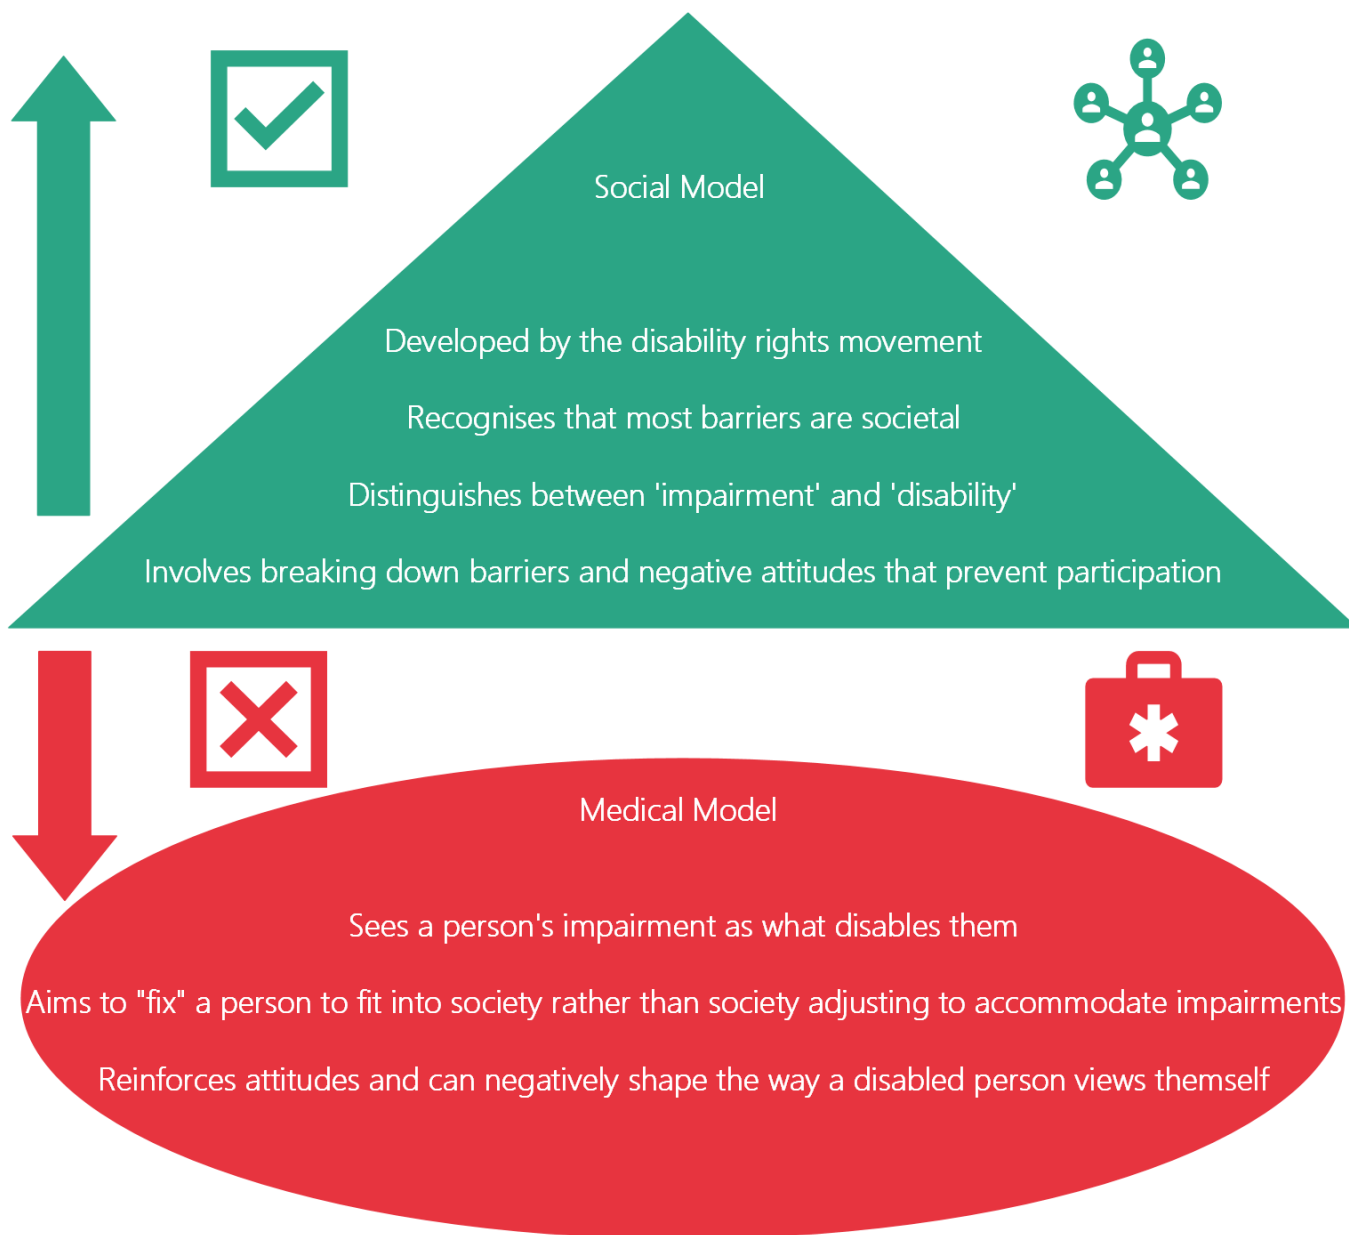 Social Model
Developed by the disability rights movement
Recognises that most barriers are societal
Distinguishes between 'impairment' and 'disability'
Involves breaking down barriers and negative attitudes that prevent participation
Medical Model
Sees a person's impairment as what disables them
Aims to "fix" a person to fit into society rather than society adjusting to accommodate impairments
Reinforces attitudes and can negatively shape the way a disabled person views themself